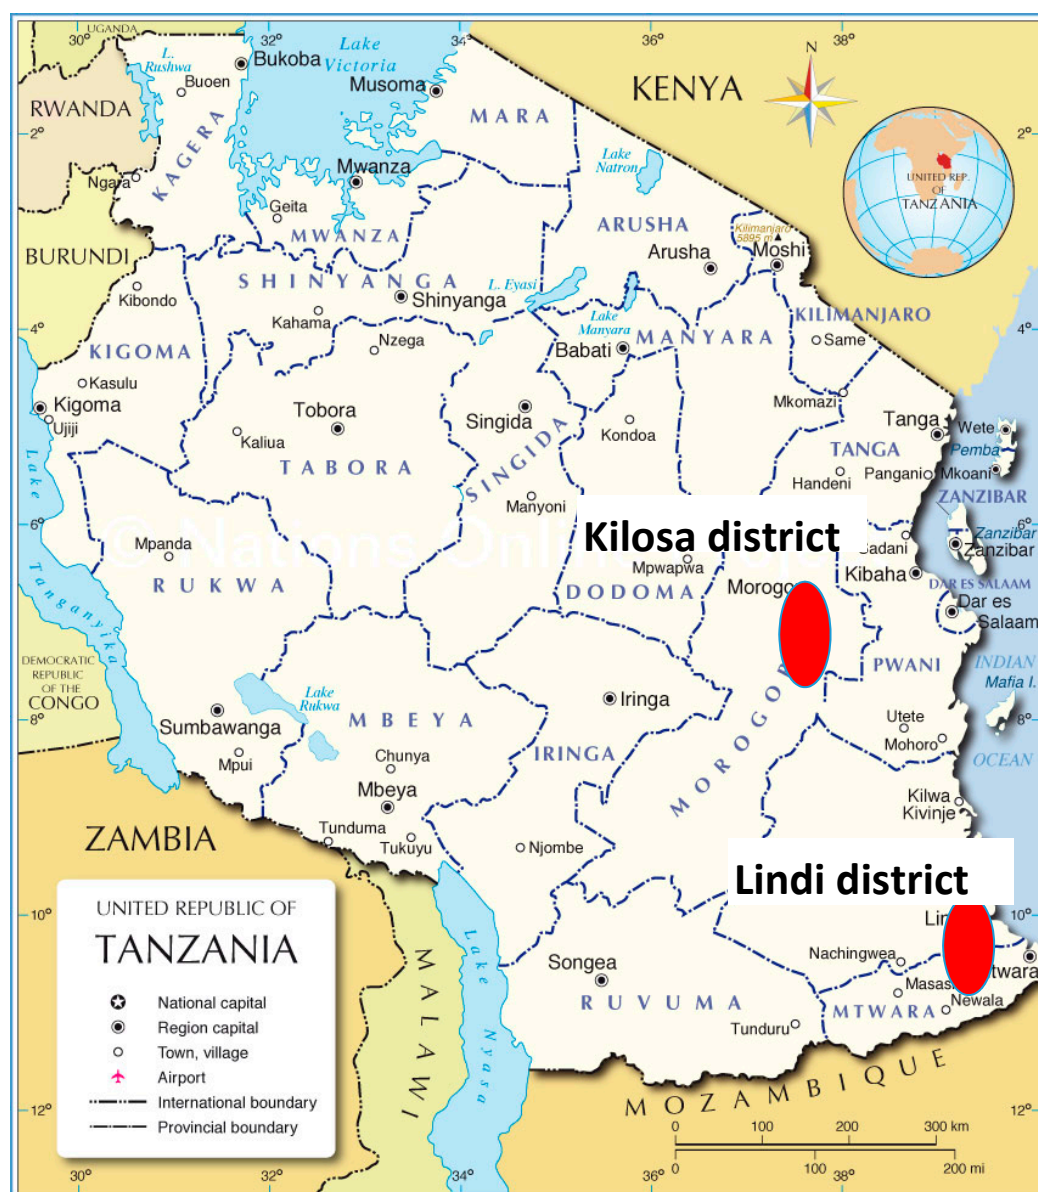 UGANDA
30°
32°
34°
36°
38°
L.
Rushwa
Bukoba
Lake
Victoria
Buoen
Musoma
KENYA
N
RWANDA
MARA
2°
2°
KAGERA
Lake
Natron
UNITED REP.
OF
TANZANIA
Ngara
Mwanza
Geita
MWANZA
ARUSHA
Kilimanjaro
5895 m
BURUNDI
Arusha
Moshi
SHINYANGA
Kibondo
L. Eyasi
Shinyanga
Kahama
Lake
Manyara
KILIMANJARO
4°
4°
MANYARA
Nzega
Babati
Same
KIGOMA
Kasulu
Mkomazi
Kigoma
Ujiji
Tobora
Singida
Kondoa
Tanga
Wete
Kaliua
TABORA
SINGIDA
TANGA
Pemba
Handeni
Panganio
Mkoani
Manyoni
ZANZIBAR
Lake Tanganyika
6°
6°
Kilosa district
Zanzibar
Zanzibar
Mpanda
Mpwapwa
Kibaha
RUKWA
DODOMA
Morogo
DAR ES SALAAM
Dar es
Salaam
DEMOCRATIC
REPUBLIC
OF THE
CONGO
PWANI
INDIAN
Mafia I.
Lake
Rukwa
Iringa
Sumbawanga
MBEYA
Utete
8°
8°
Mpui
Chunya
IRINGA
Mohoro
OCEAN
Mbeya
Kilwa
Kivinje
ZAMBIA
Tunduma
Tukuyu
Njombe
Lindi district
UNITED REPUBLIC OF
TANZANIA
10°
10°
Lake Nyasa
MALAWI
Songea
Nachingwea
twara
RUVUMA
Masas
MTWARA
Newala
Tunduru
National capital
Region capital
Town, village
Airport
International boundary
Provincial boundary
MOZAMBIQUE
12°
12°
0 100 200 300 km
0 100 200 mi
30°
32°
34°
36°
38°